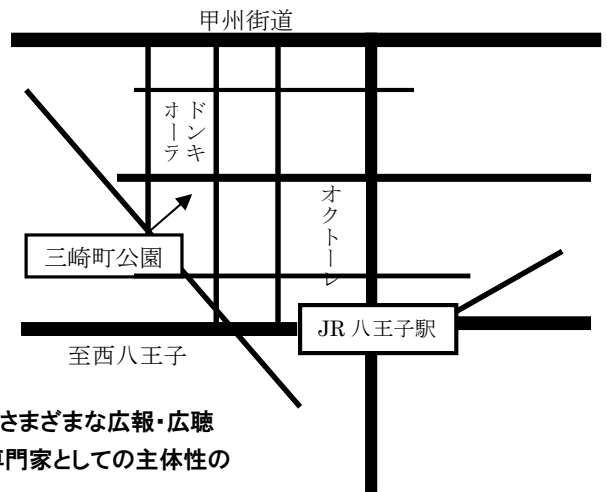 甲州街道
ドンキ
オーテ
オクトーレ
三崎町公園
JR 八王子駅
至西八王子
さまざまな広報・広聴
専門家としての主体性の